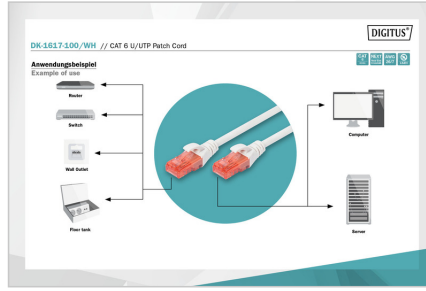 DIGITUS®
DK-1617-100/WH // CAT 6 U/UTP Patch Cord
Anwendungsbeispiel
Example of use
Router
Switch
Wall Outlet
Floor tank
Computer
Server